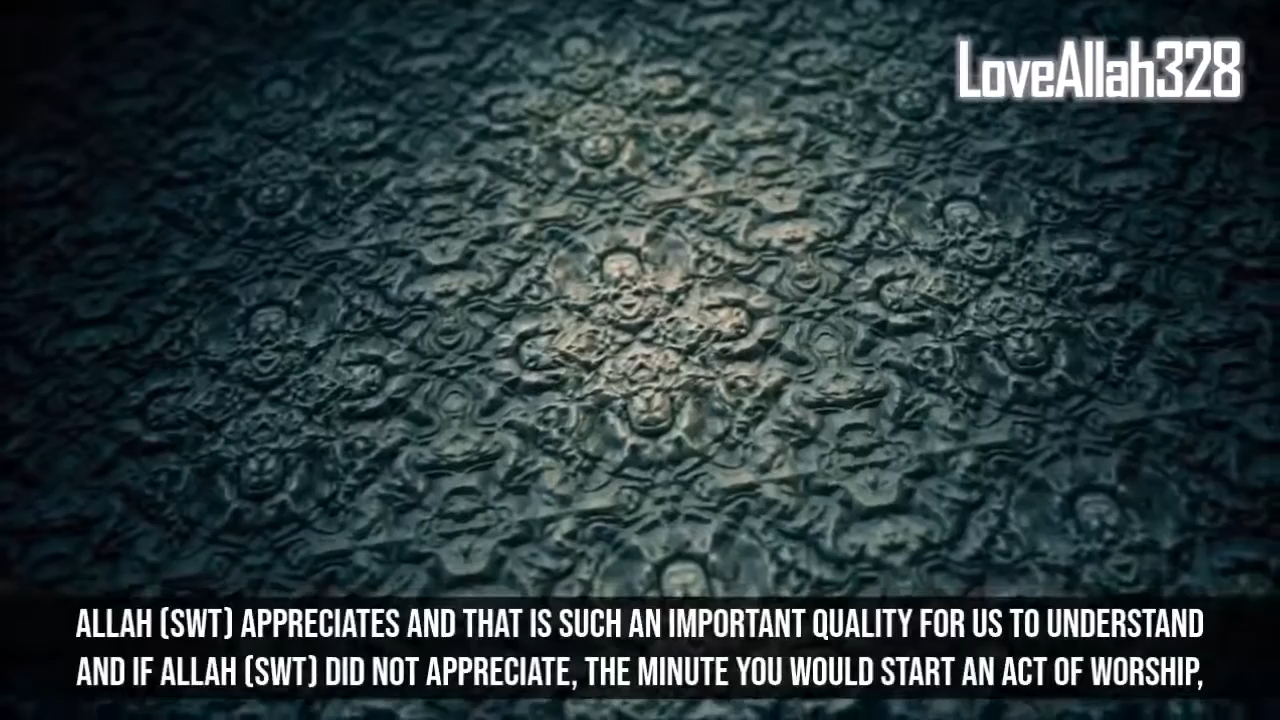 LoveAllah328
ALLAH (SWT) APPRECIATES AND THAT IS SUCH AN IMPORTANT QUALITY FOR US TO UNDERSTAND
AND IF ALLAH (SWT) DID NOT APPRECIATE, THE MINUTE YOU WOULD START AN ACT OF WORSHIP,